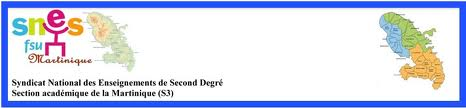 snes
fsu
Martinique
Syndicat National des Enseignements de Second Degré
Section académique de la Martinique (S3)